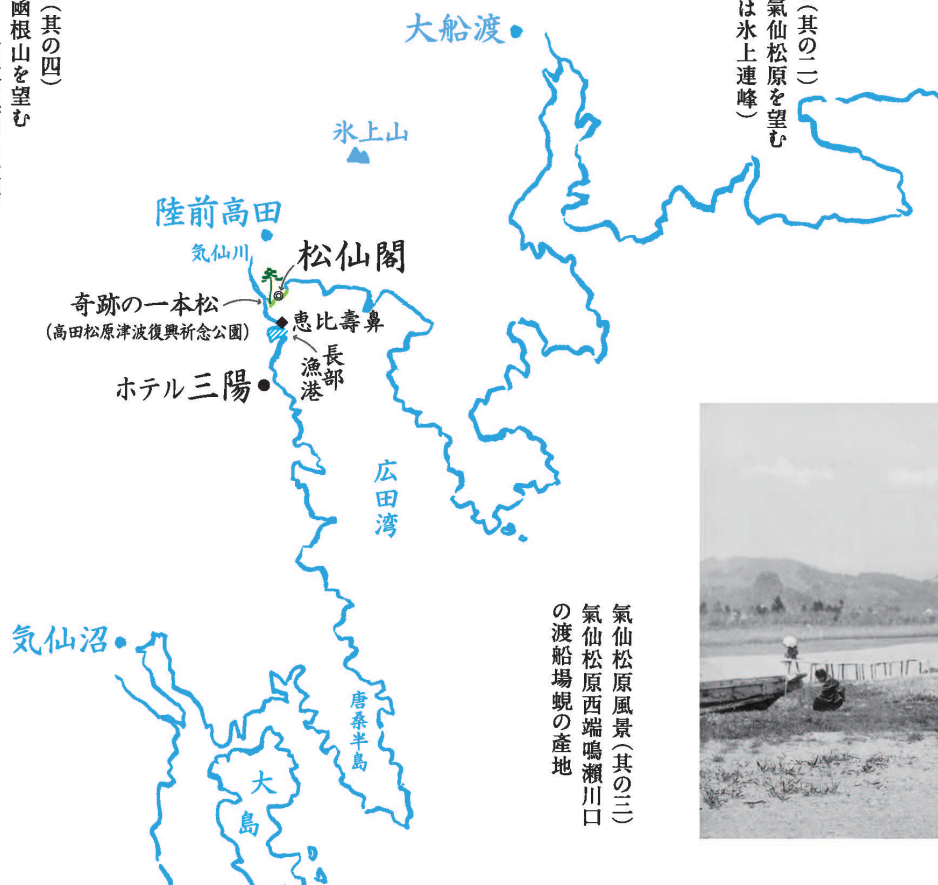 (其の二)
氣仙松原を望む
は氷上連峰)
(其の四)
凾根山を望む
大船渡
氷上山
陸前高田
気仙川
松仙閣
奇跡の一本松
(高田松原津波復興祈念公園)
恵比壽鼻
長部
漁港
ホテル三陽
広田湾
気仙沼
唐桑半島
大島
氣仙松原風景(其の三)
氣仙松原西端鳴瀬川口
の渡船場蜆の產地